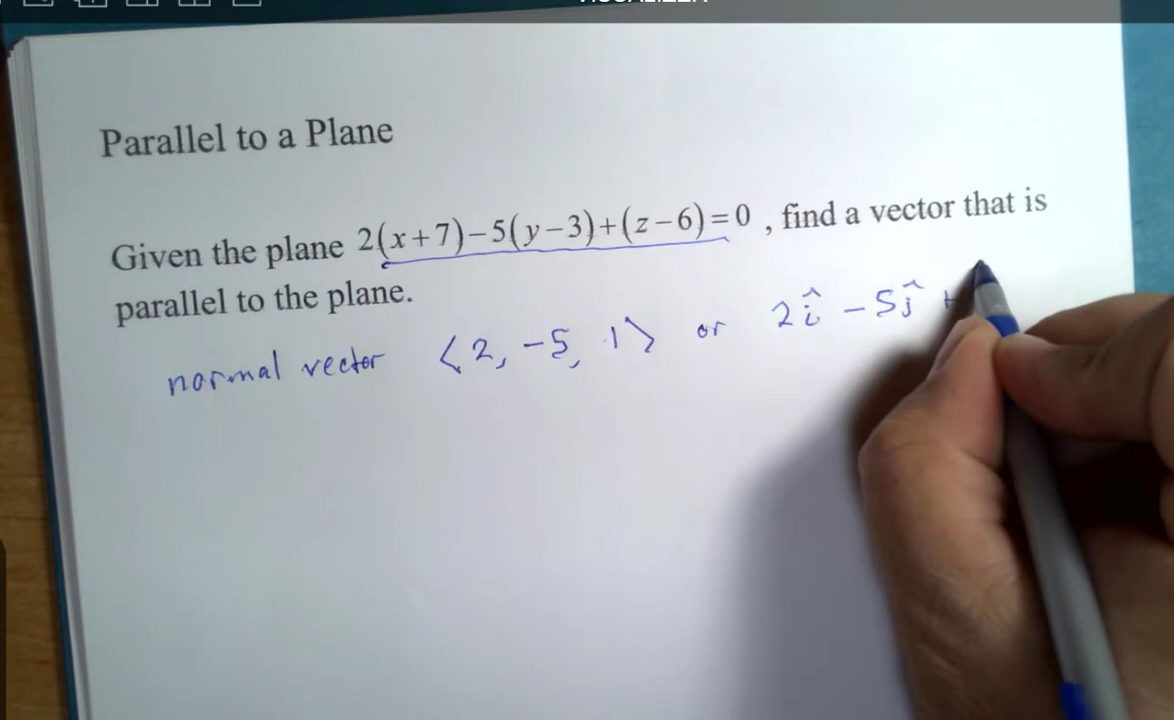 Parallel to a Plane
Given the plane 2(x+7)−5(y−3)+(z−6)=0 , find a vector that is
parallel to the plane.
normal vector ⟨2, −5, 1⟩ or 2î − 5ĵ +